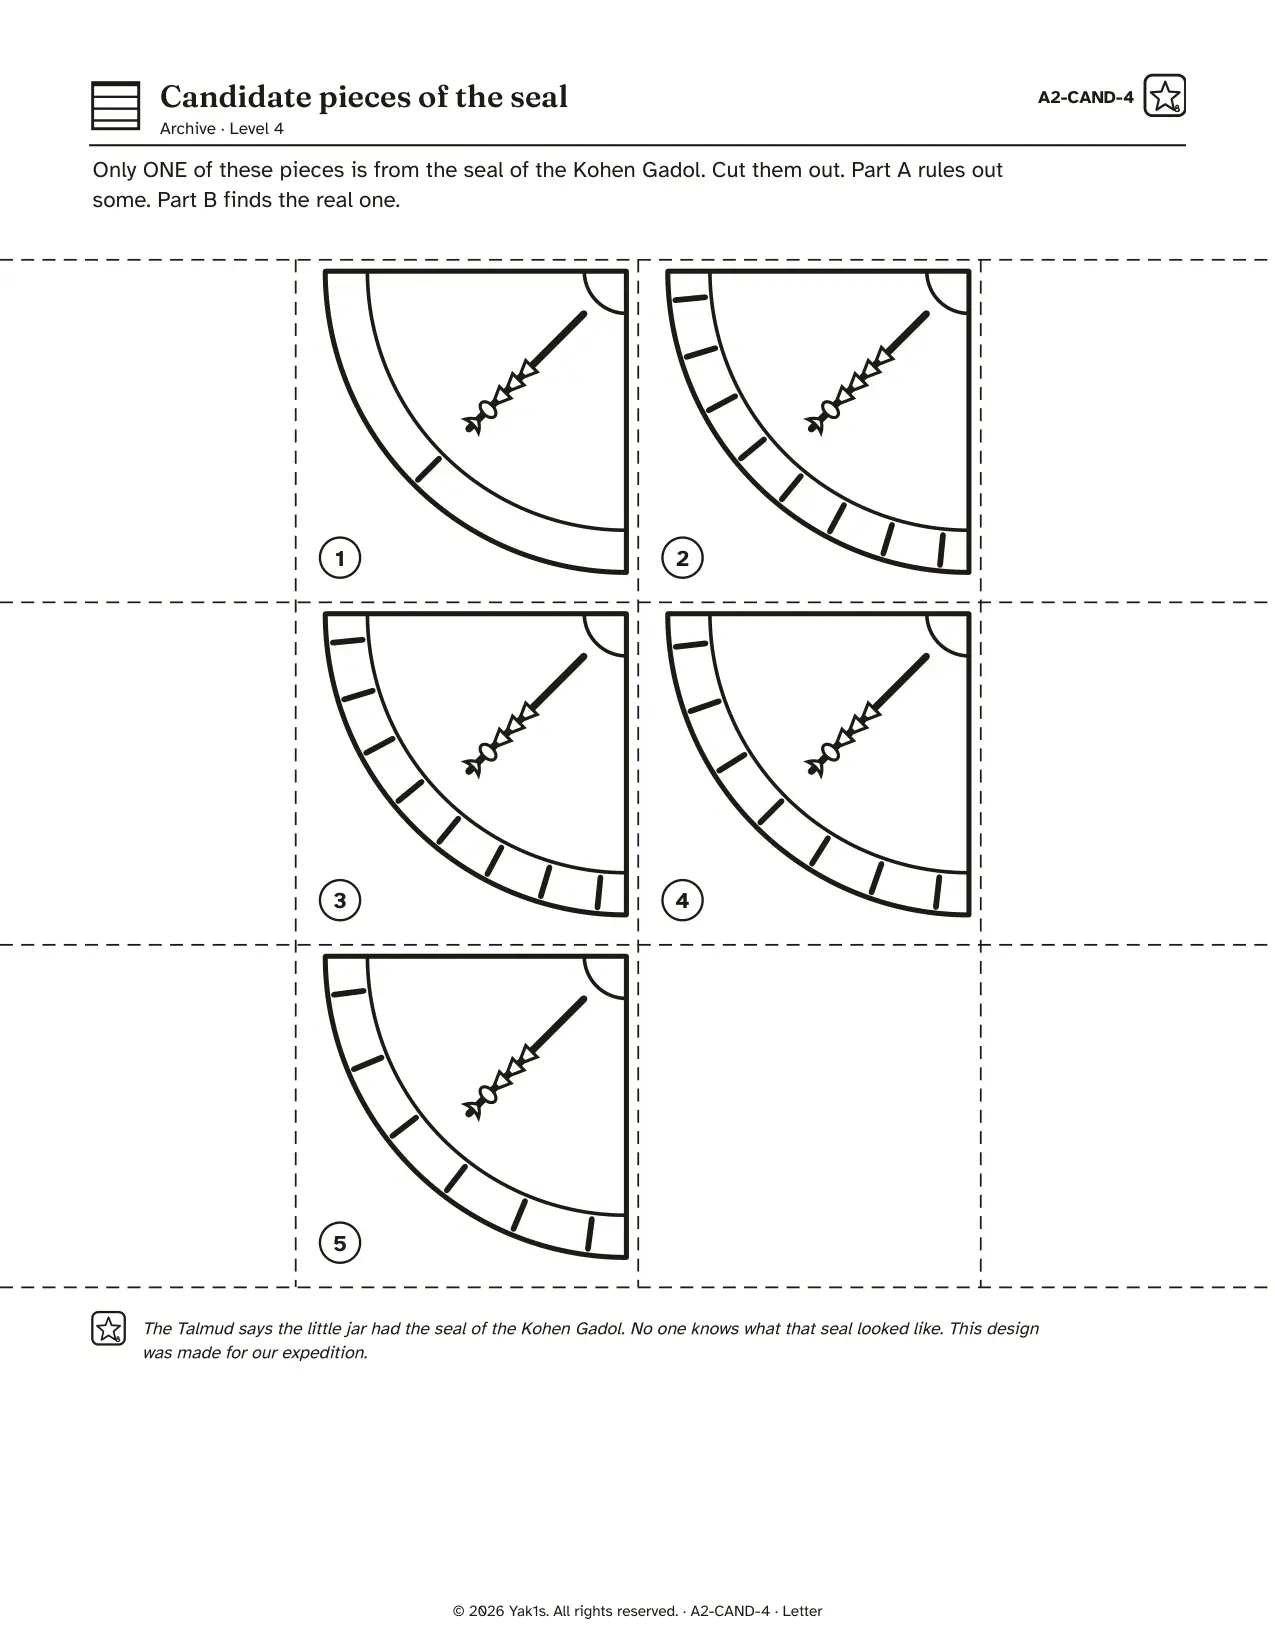 Candidate pieces of the seal
Archive · Level 4
A2-CAND-4
Only ONE of these pieces is from the seal of the Kohen Gadol. Cut them out. Part A rules out
some. Part B finds the real one.
1
2
3
4
5
The Talmud says the little jar had the seal of the Kohen Gadol. No one knows what that seal looked like. This design
was made for our expedition.
© 2026 Yak1s. All rights reserved. · A2-CAND-4 · Letter